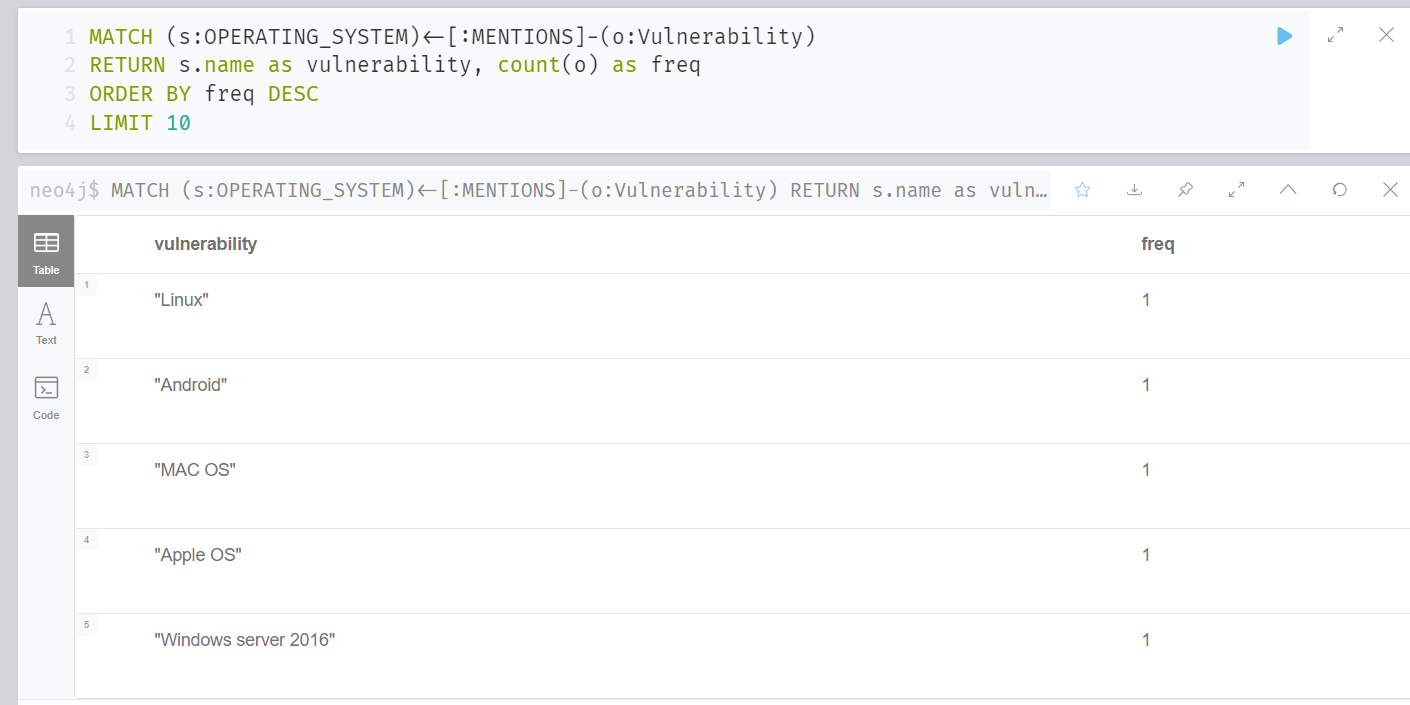 1 MATCH (s:OPERATING_SYSTEM)<-[:MENTIONS]-(o:Vulnerability)
2 RETURN s.name as vulnerability, count(o) as freq
3 ORDER BY freq DESC
4 LIMIT 10
neo4j$ MATCH (s:OPERATING_SYSTEM)<-[:MENTIONS]-(o:Vulnerability) RETURN s.name as vuln…
Table
Text
Code
vulnerability freq
1 "Linux" 1
2 "Android" 1
3 "MAC OS" 1
4 "Apple OS" 1
5 "Windows server 2016" 1